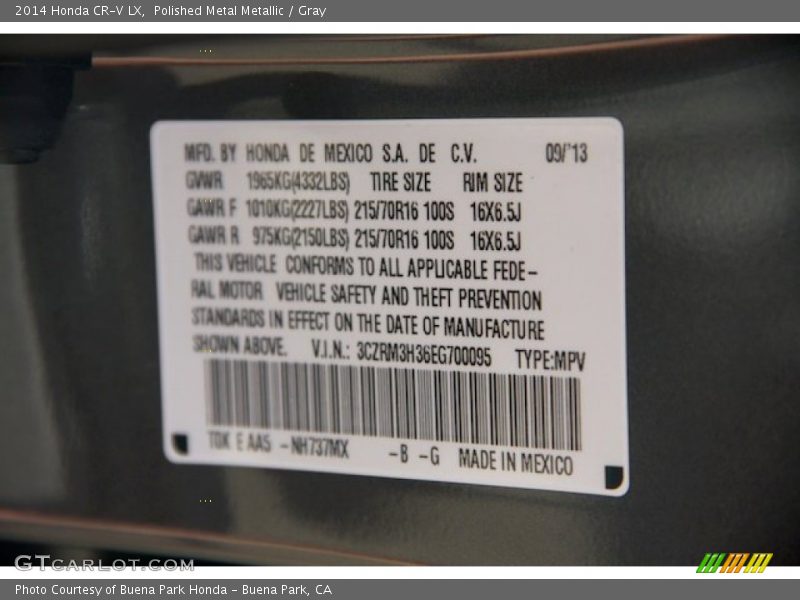 2014 Honda CR-V LX, Polished Metal Metallic / Gray
MFD. BY HONDA DE MEXICO S.A. DE C.V. 09/'13
GVWR 1965KG(4332LBS) TIRE SIZE RIM SIZE
GAWR F 1010KG(2227LBS) 215/70R16 100S 16X6.5J
GAWR R 975KG(2150LBS) 215/70R16 100S 16X6.5J
THIS VEHICLE CONFORMS TO ALL APPLICABLE FEDE-
RAL MOTOR VEHICLE SAFETY AND THEFT PREVENTION
STANDARDS IN EFFECT ON THE DATE OF MANUFACTURE
SHOWN ABOVE. V.I.N.: 3CZRM3H36EG700095 TYPE:MPV
T0K E AA5 -NH737MX -B -G MADE IN MEXICO
GTCARLOT.COM
Photo Courtesy of Buena Park Honda - Buena Park, CA